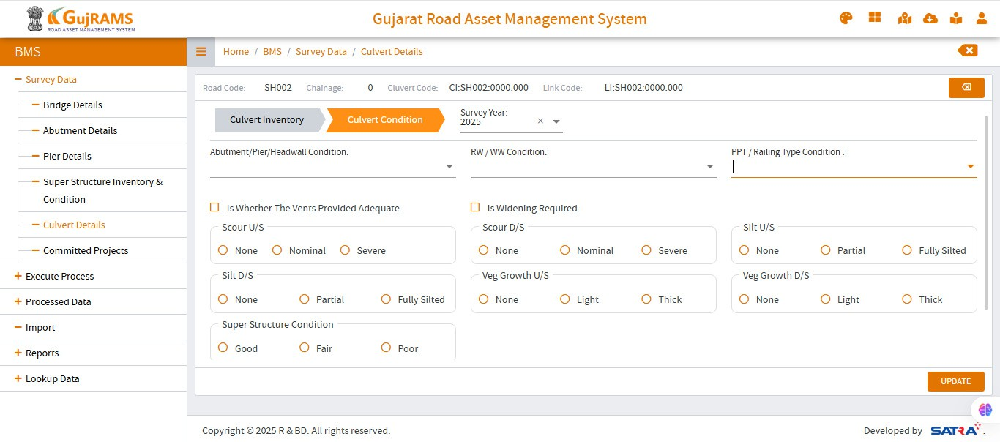 GujRAMS
ROAD ASSET MANAGEMENT SYSTEM
Gujarat Road Asset Management System
BMS
Home / BMS / Survey Data / Culvert Details
Survey Data
Bridge Details
Abutment Details
Pier Details
Super Structure Inventory &
Condition
Culvert Details
Committed Projects
Execute Process
Processed Data
Import
Reports
Lookup Data
Road Code: SH002 Chainage: 0 Cluvert Code: CI:SH002:0000.000 Link Code: LI:SH002:0000.000
Culvert Inventory
Culvert Condition
Survey Year:
2025
Abutment/Pier/Headwall Condition:
RW / WW Condition:
PPT / Railing Type Condition :
Is Whether The Vents Provided Adequate
Is Widening Required
Scour U/S
None Nominal Severe
Scour D/S
None Nominal Severe
Silt U/S
None Partial Fully Silted
Silt D/S
None Partial Fully Silted
Veg Growth U/S
None Light Thick
Veg Growth D/S
None Light Thick
Super Structure Condition
Good Fair Poor
UPDATE
Copyright © 2025 R & BD. All rights reserved.
Developed by SATRA .